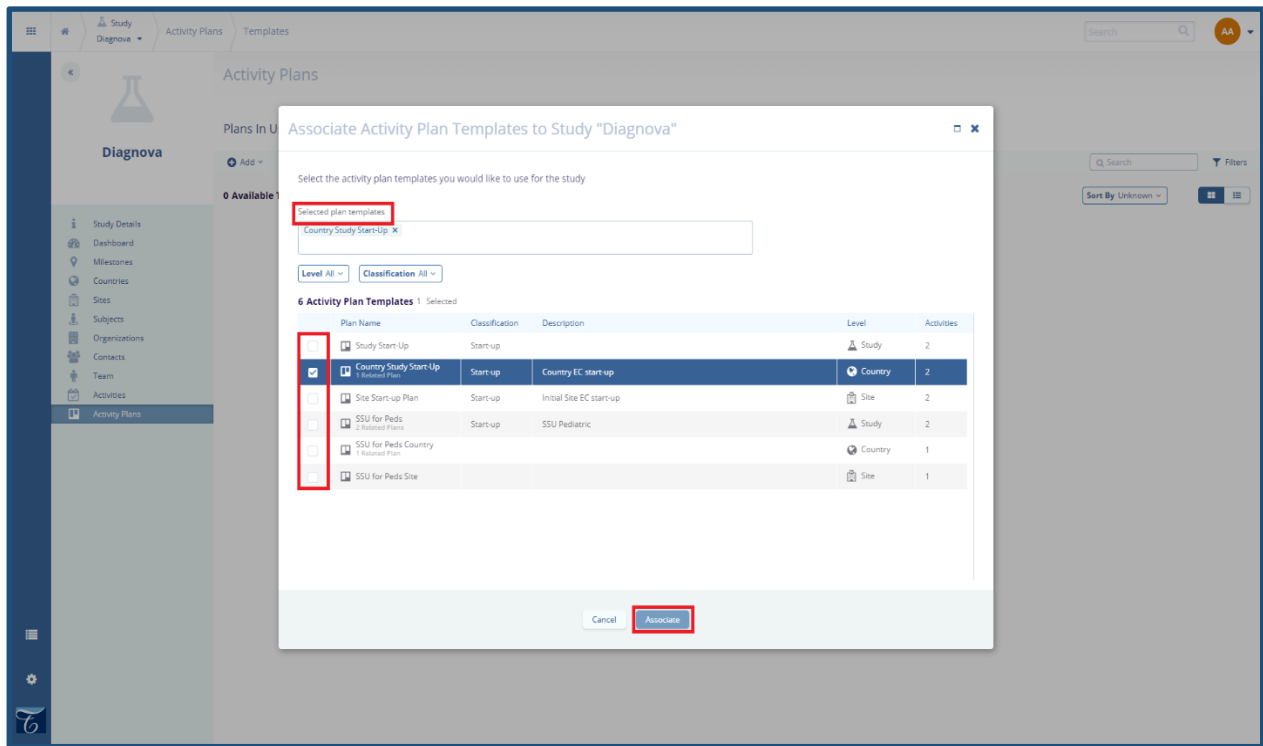 Study
Diagnova
Activity Plans
Templates
Search
AA
Activity Plans
Diagnova
Plans In U
Add
Search
Filters
0 Available T
Sort By Unknown
Study Details
Dashboard
Milestones
Countries
Sites
Subjects
Organizations
Contacts
Team
Activities
Activity Plans
Associate Activity Plan Templates to Study "Diagnova"
Select the activity plan templates you would like to use for the study
Selected plan templates
Country Study Start-Up x
Level All
Classification All
6 Activity Plan Templates 1 Selected
Plan Name Classification Description Level Activities
Study Start-Up Start-up Study 2
Country Study Start-Up Start-up Country EC start-up Country 2
1 Related Plan
Site Start-up Plan Start-up Initial Site EC start-up Site 2
SSU for Peds Start-up SSU Pediatric Study 2
2 Related Plans
SSU for Peds Country Country 1
1 Related Plan
SSU for Peds Site Site 1
Cancel Associate